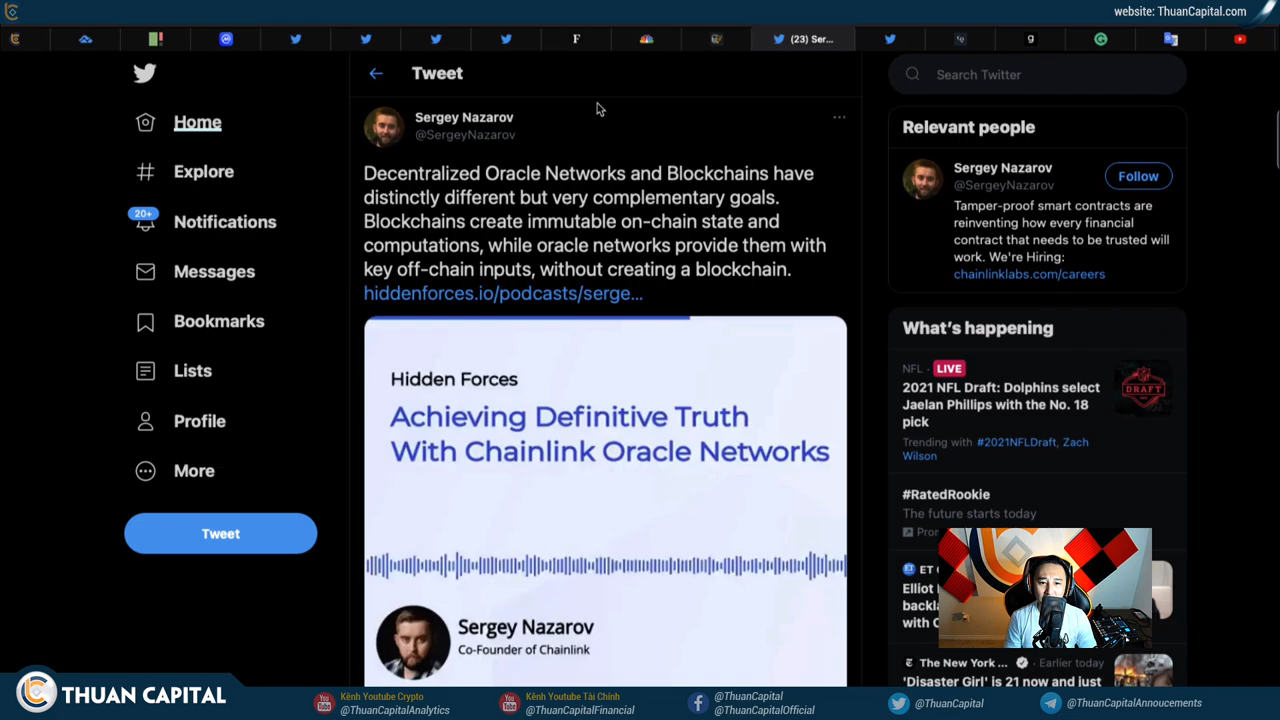 website: ThuanCapital.com
(23) Ser...
Tweet
Search Twitter
Home
Explore
20+
Notifications
Messages
Bookmarks
Lists
Profile
More
Tweet
Sergey Nazarov
@SergeyNazarov
Decentralized Oracle Networks and Blockchains have
distinctly different but very complementary goals.
Blockchains create immutable on-chain state and
computations, while oracle networks provide them with
key off-chain inputs, without creating a blockchain.
hiddenforces.io/podcasts/serge...
Hidden Forces
Achieving Definitive Truth
With Chainlink Oracle Networks
Sergey Nazarov
Co-Founder of Chainlink
Relevant people
Sergey Nazarov
@SergeyNazarov
Follow
Tamper-proof smart contracts are
reinventing how every financial
contract that needs to be trusted will
work. We're Hiring:
chainlinklabs.com/careers
What's happening
NFL · LIVE
2021 NFL Draft: Dolphins select
Jaelan Phillips with the No. 18
pick
Trending with #2021NFLDraft, Zach
Wilson
DRAFT
#RatedRookie
The future starts today
Pro
ET C
Elliot
backla
with C
The New York ... · Earlier today
'Disaster Girl' is 21 now and just
THUAN CAPITAL
Kênh Youtube Crypto
@ThuanCapitalAnalytics
Kênh Youtube Tài Chính
@ThuanCapitalFinancial
@ThuanCapital
@ThuanCapitalOfficial
@ThuanCapital
@ThuanCapitalAnnoucements